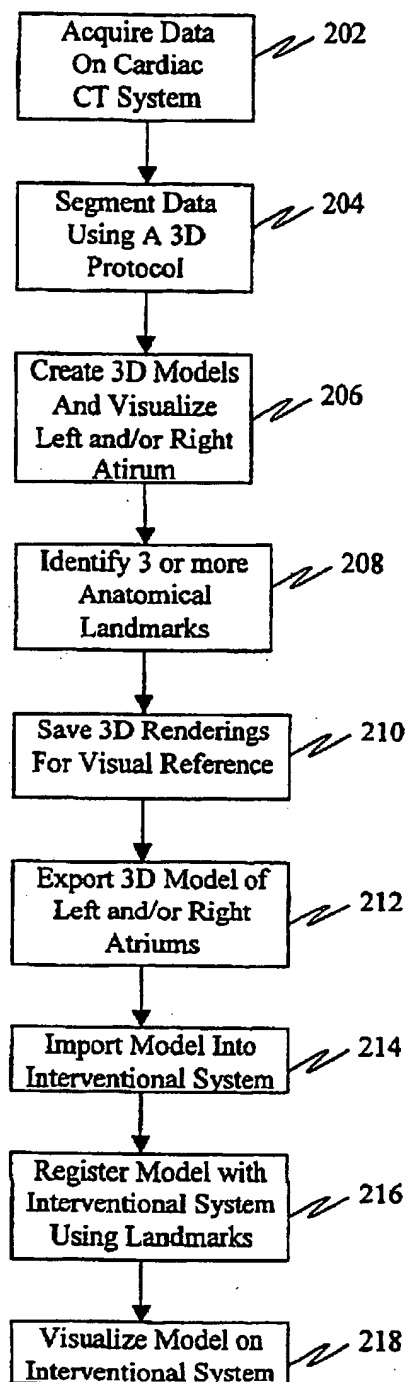 Acquire Data
On Cardiac
CT System
202
Segment Data
Using A 3D
Protocol
204
Create 3D Models
And Visualize
Left and/or Right
Atirum
206
Identify 3 or more
Anatomical
Landmarks
208
Save 3D Renderings
For Visual Reference
210
Export 3D Model of
Left and/or Right
Atriums
212
Import Model Into
Interventional System
214
Register Model with
Interventional System
Using Landmarks
216
Visualize Model on
Interventional System
218